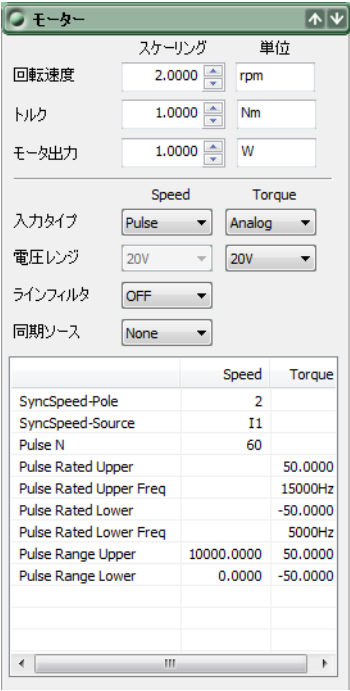 モーター
スケーリング 単位
回転速度 2.0000 rpm
トルク 1.0000 Nm
モータ出力 1.0000 W
Speed Torque
入力タイプ Pulse Analog
電圧レンジ 20V 20V
ラインフィルタ OFF
同期ソース None
Speed Torque
SyncSpeed-Pole 2
SyncSpeed-Source I1
Pulse N 60
Pulse Rated Upper 50.0000
Pulse Rated Upper Freq 15000Hz
Pulse Rated Lower -50.0000
Pulse Rated Lower Freq 5000Hz
Pulse Range Upper 10000.0000 50.0000
Pulse Range Lower 0.0000 -50.0000